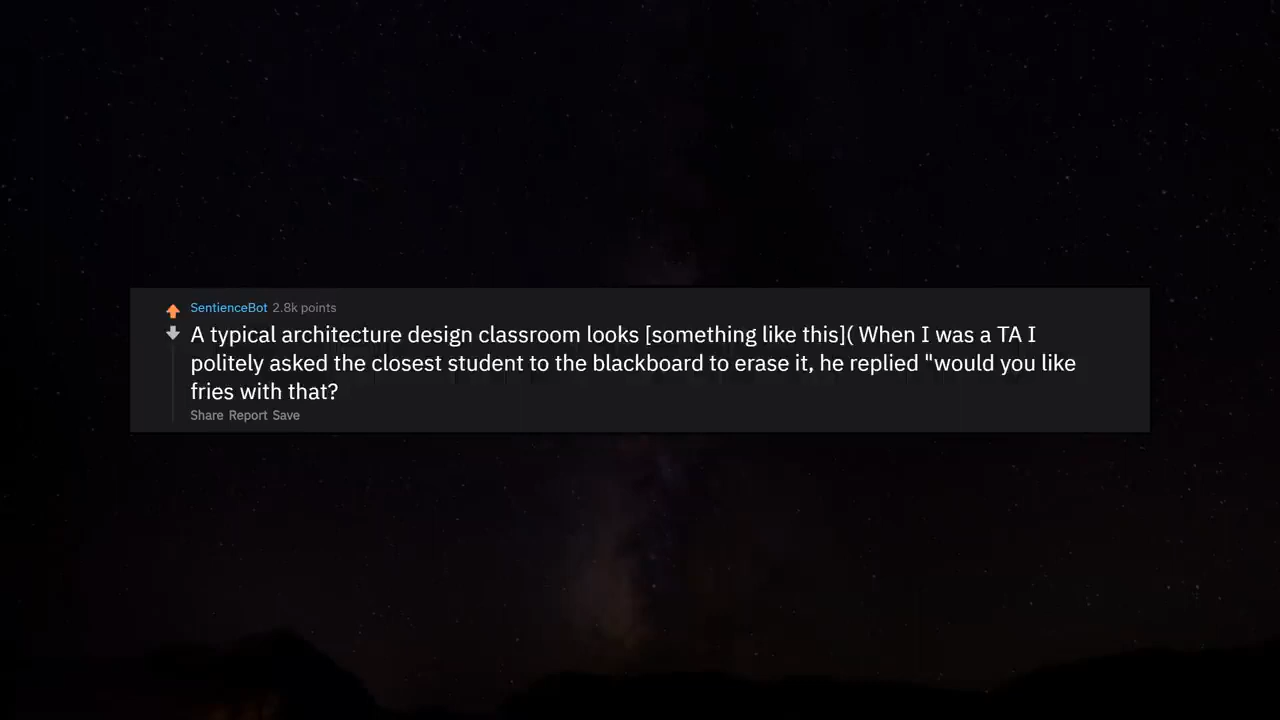 SentienceBot 2.8k points
A typical architecture design classroom looks [something like this]( When I was a TA I
politely asked the closest student to the blackboard to erase it, he replied "would you like
fries with that?
Share Report Save